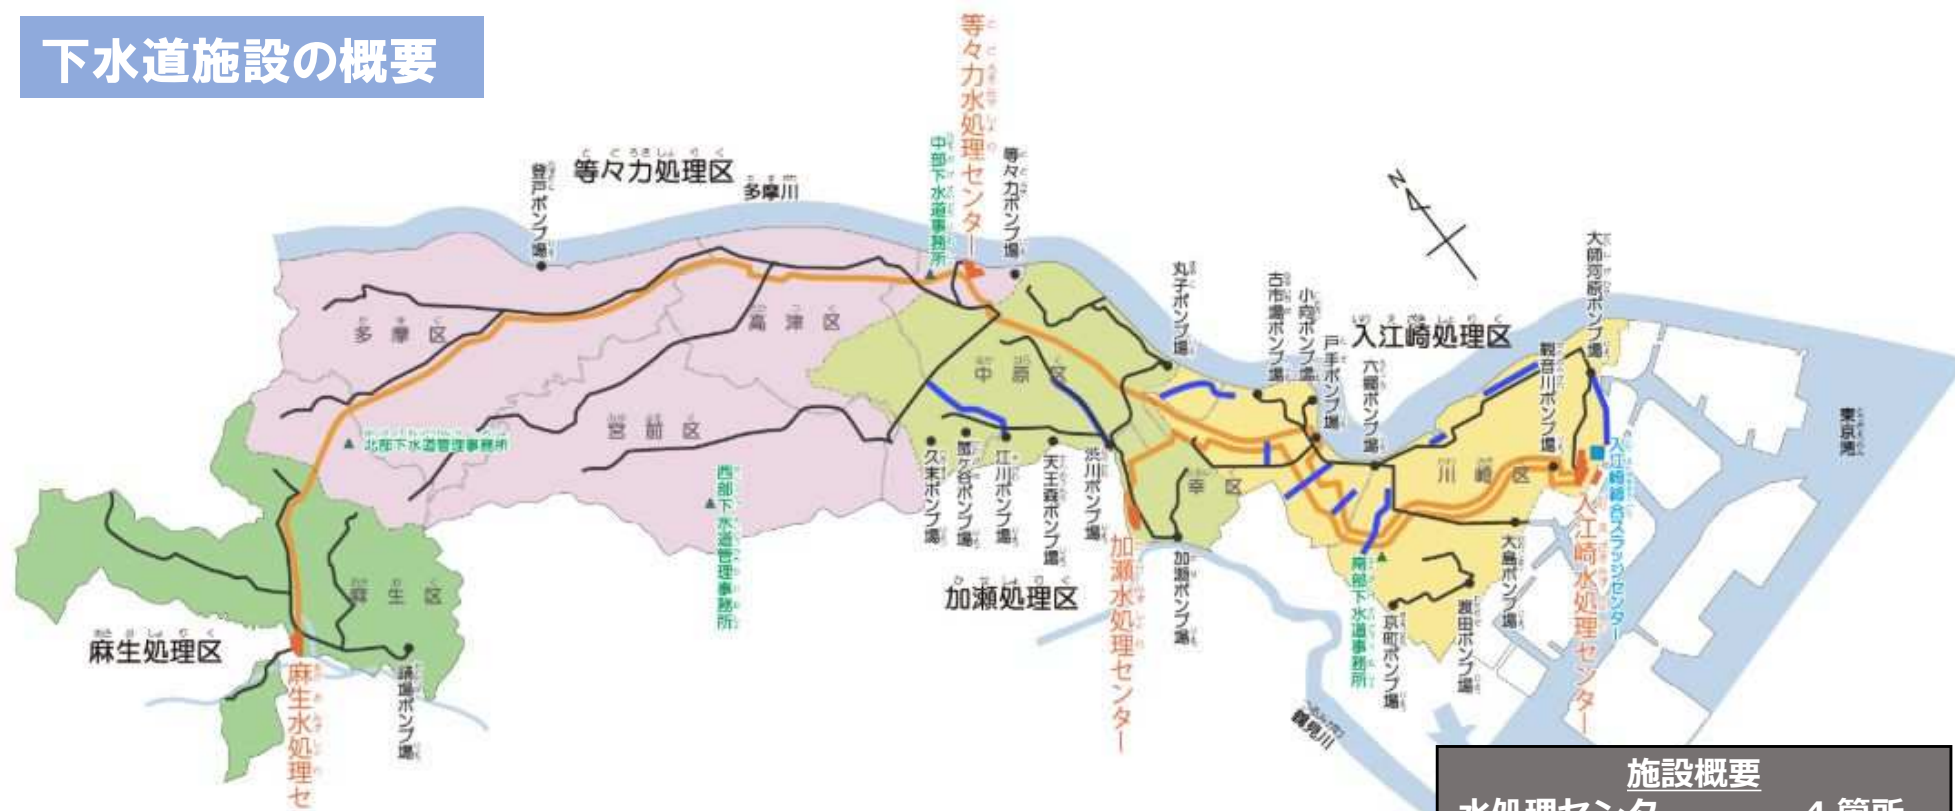 下水道施設の概要
等々力水処理センター
中部下水道事務所
等々力ポンプ場
登戸ポンプ場
等々力処理区
多摩川
N
丸子ポンプ場
古市場ポンプ場
小向ポンプ場
戸手ポンプ場
入江崎処理区
六郷ポンプ場
観音川ポンプ場
大師河原ポンプ場
東京湾
多摩区
高津区
中原区
宮前区
幸区
川崎区
麻生区
北部下水道管理事務所
西部下水道管理事務所
久末ポンプ場
蟹ヶ谷ポンプ場
江川ポンプ場
天王森ポンプ場
渋川ポンプ場
加瀬処理区
加瀬水処理センター
加瀬ポンプ場
南部下水道事務所
京町ポンプ場
渡田ポンプ場
大島ポンプ場
入江崎水処理センター
入江崎総合スラッジセンター
鶴見川
麻生処理区
麻生水処理セ
施設概要
水処理センター 4 箇所